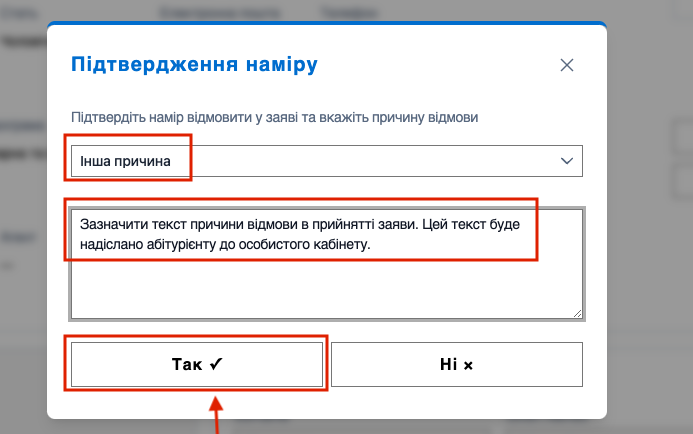 Підтвердження наміру
Підтвердіть намір відмовити у заяві та вкажіть причину відмови
Інша причина
Зазначити текст причини відмови в прийнятті заяви. Цей текст буде
надіслано абітурієнту до особистого кабінету.
Так ✓
Ні ×